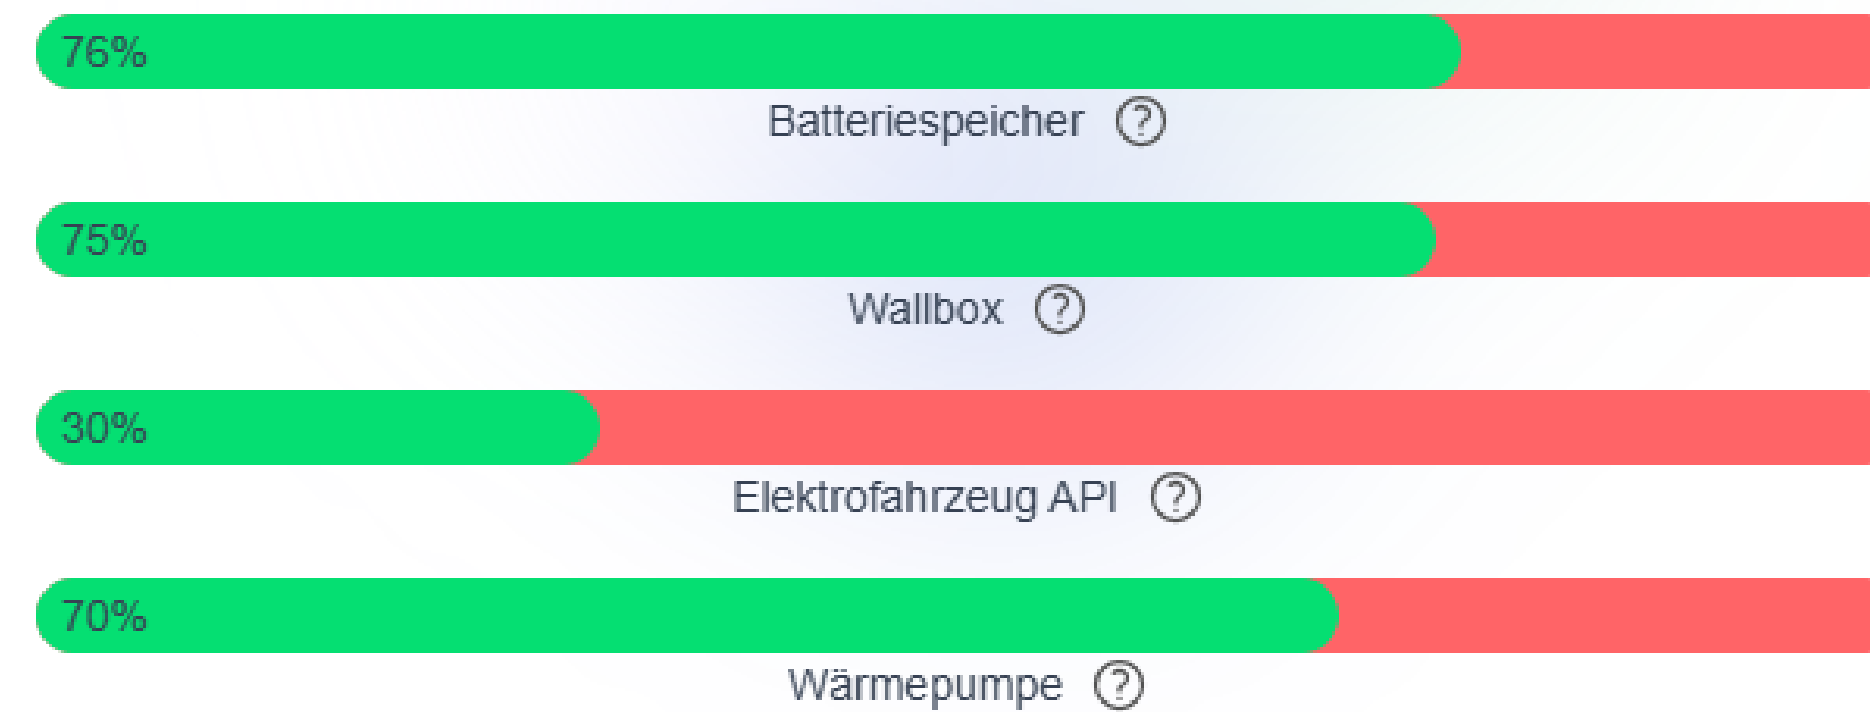 76%
Batteriespeicher ?
75%
Wallbox ?
30%
Elektrofahrzeug API ?
70%
Wärmepumpe ?